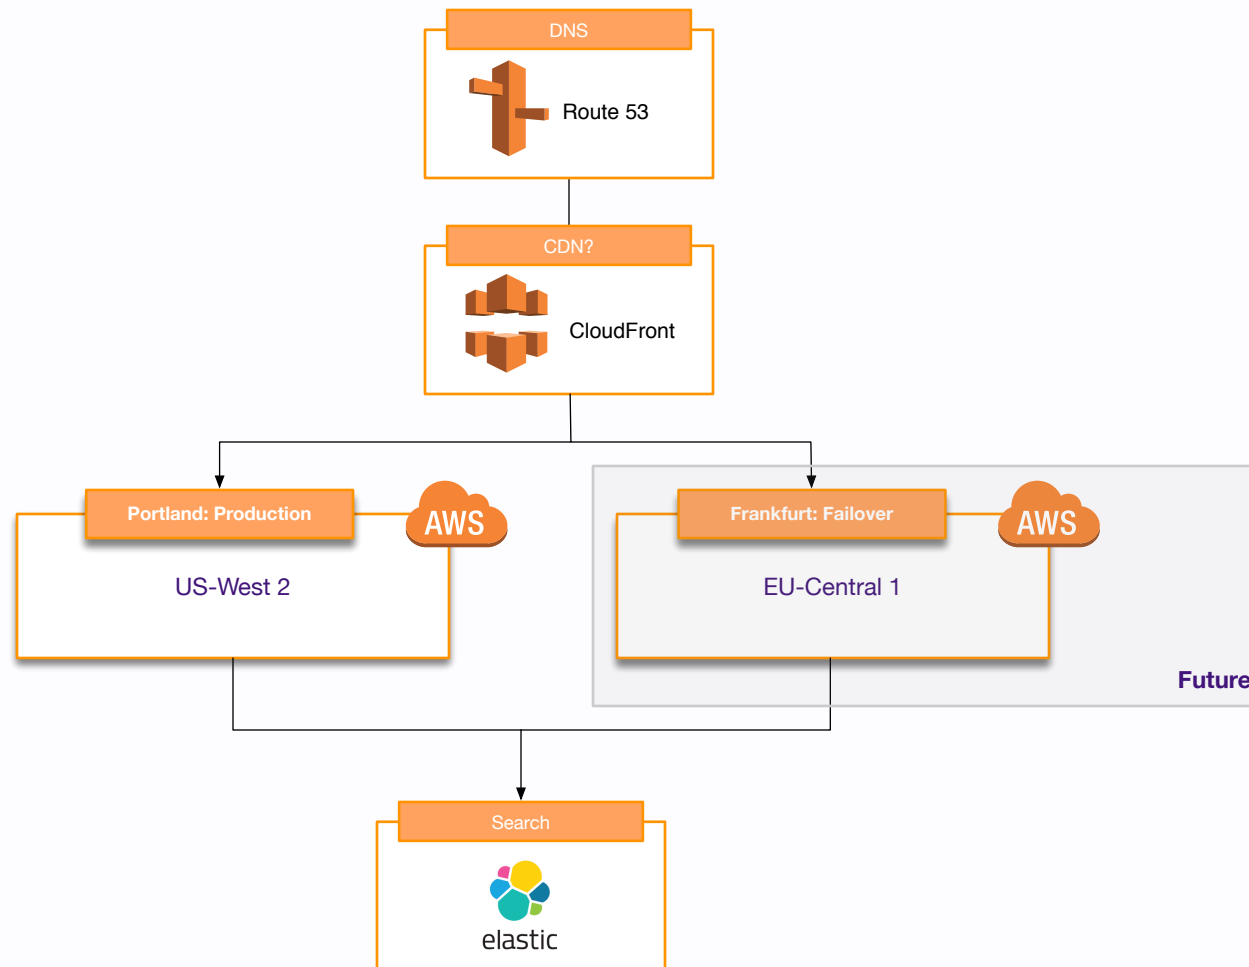 DNS
Route 53
CDN?
CloudFront
Portland: Production
AWS
US-West 2
Frankfurt: Failover
AWS
EU-Central 1
Future
Search
elastic